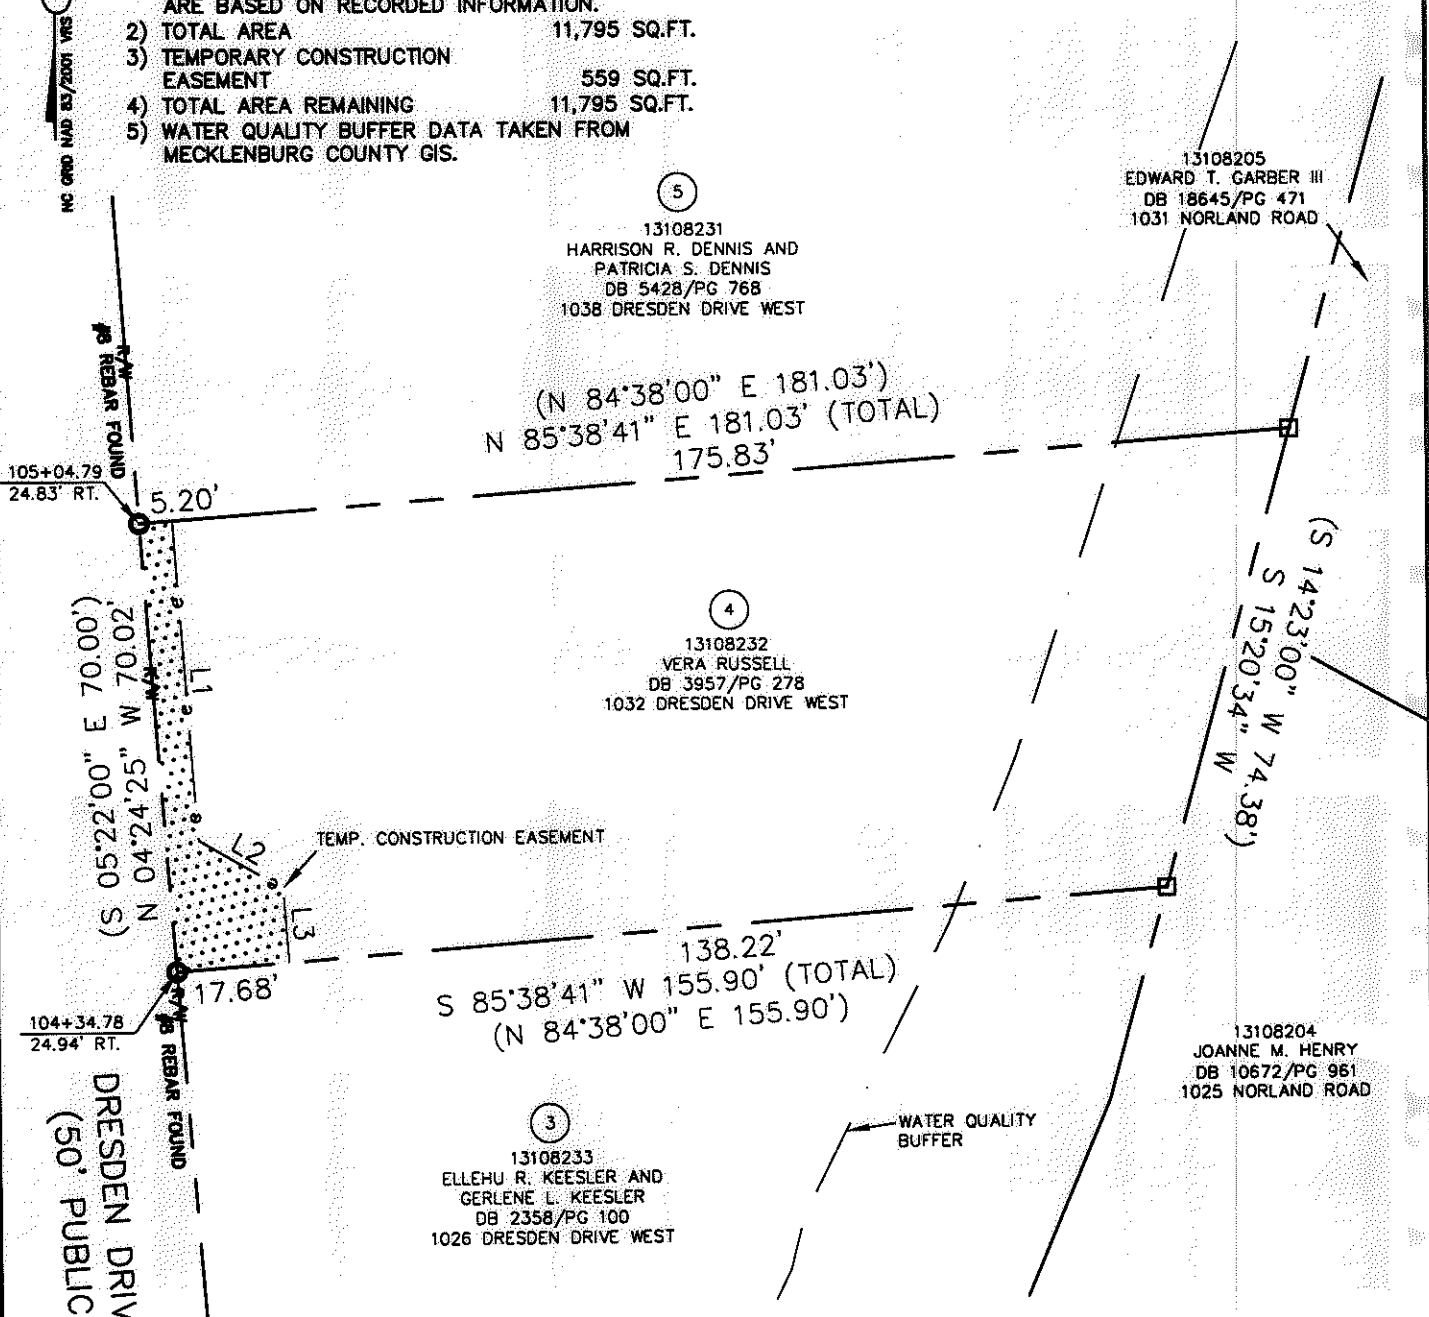 ARE BASED ON RECORDED INFORMATION.
2) TOTAL AREA 11,795 SQ.FT.
3) TEMPORARY CONSTRUCTION
EASEMENT 559 SQ.FT.
4) TOTAL AREA REMAINING 11,795 SQ.FT.
5) WATER QUALITY BUFFER DATA TAKEN FROM
MECKLENBURG COUNTY GIS.
NC GRID NAD 83/2001 VRS
5
13108231
HARRISON R. DENNIS AND
PATRICIA S. DENNIS
DB 5428/PG 768
1038 DRESDEN DRIVE WEST
13108205
EDWARD T. GARBER III
DB 18645/PG 471
1031 NORLAND ROAD
R/W
REBAR FOUND
(N 84°38'00" E 181.03')
N 85°38'41" E 181.03' (TOTAL)
175.83'
105+04.79
24.83' RT.
5.20'
(S 14°23'00" W 74.38')
S 15°20'34" W
4
13108232
VERA RUSSELL
DB 3957/PG 278
1032 DRESDEN DRIVE WEST
(S 05°22'00" E 70.00')
N 04°24'25" W 70.02'
R/W
L1
L2
TEMP. CONSTRUCTION EASEMENT
L3
17.68'
138.22'
S 85°38'41" W 155.90' (TOTAL)
(N 84°38'00" E 155.90')
104+34.78
24.94' RT.
R/W
REBAR FOUND
DRESDEN DRIV
(50' PUBLIC
3
13108233
ELLEHU R. KEESLER AND
GERLENE L. KEESLER
DB 2358/PG 100
1026 DRESDEN DRIVE WEST
WATER QUALITY
BUFFER
13108204
JOANNE M. HENRY
DB 10672/PG 961
1025 NORLAND ROAD